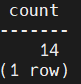 count
-------
14
(1 row)